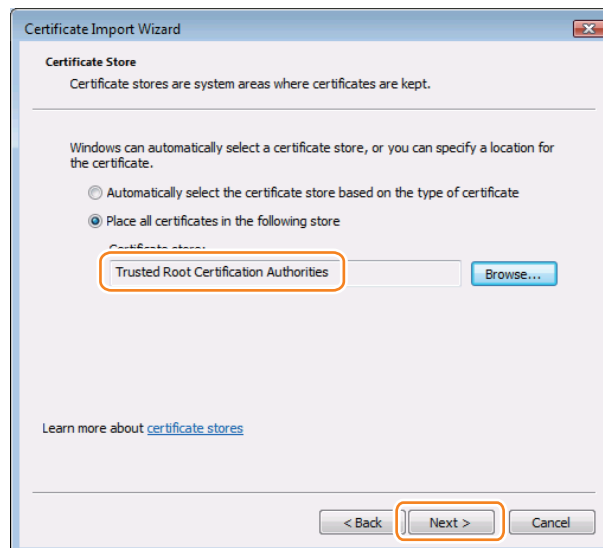 Certificate Import Wizard
Certificate Store
Certificate stores are system areas where certificates are kept.
Windows can automatically select a certificate store, or you can specify a location for
the certificate.
Automatically select the certificate store based on the type of certificate
Place all certificates in the following store
Certificate store:
Trusted Root Certification Authorities
Browse...
Learn more about certificate stores
< Back
Next >
Cancel